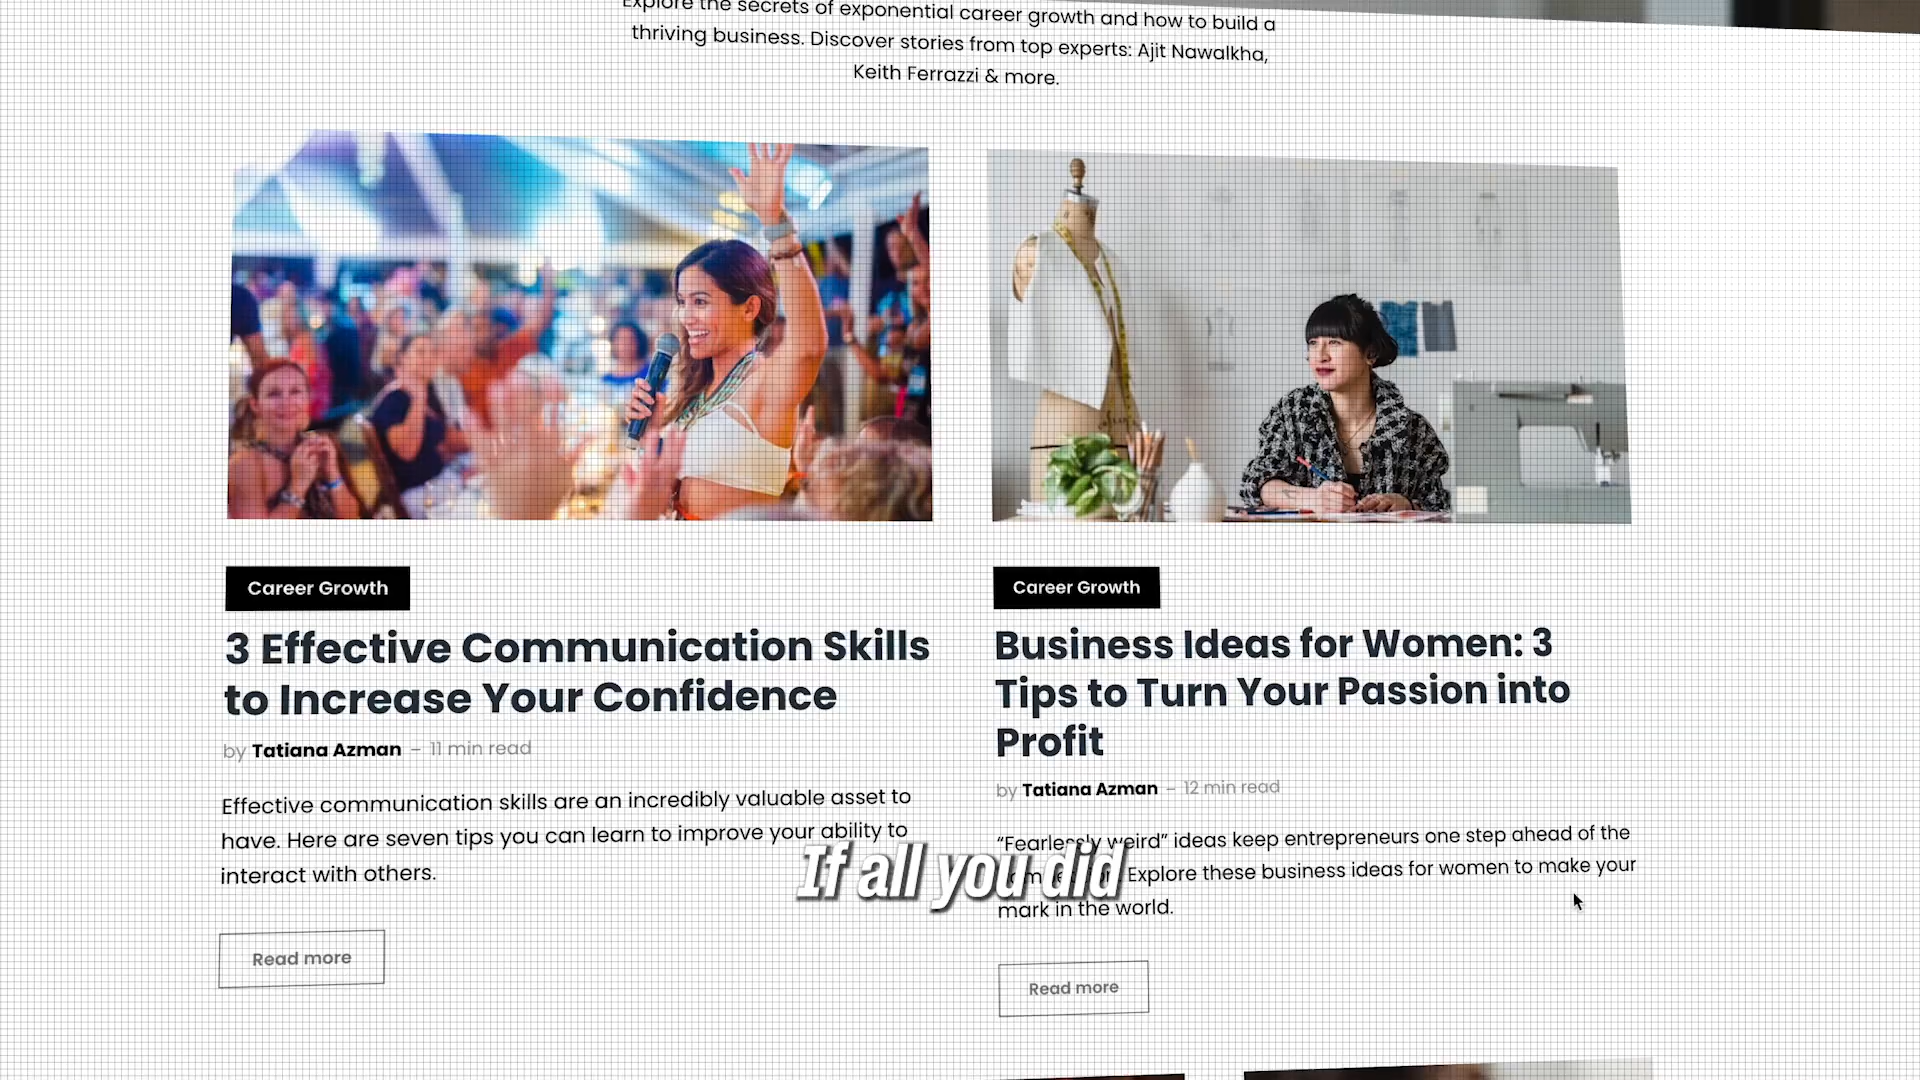 Explore the secrets of exponential career growth and how to build a
thriving business. Discover stories from top experts: Ajit Nawalkha,
Keith Ferrazzi & more.
Career Growth
3 Effective Communication Skills
to Increase Your Confidence
by Tatiana Azman – 11 min read
Effective communication skills are an incredibly valuable asset to
have. Here are seven tips you can learn to improve your ability to
interact with others.
Read more
Career Growth
Business Ideas for Women: 3
Tips to Turn Your Passion into
Profit
by Tatiana Azman – 12 min read
“Fearlessly weird” ideas keep entrepreneurs one step ahead of the
Explore these business ideas for women to make your
mark in the world.
Read more
If all you did